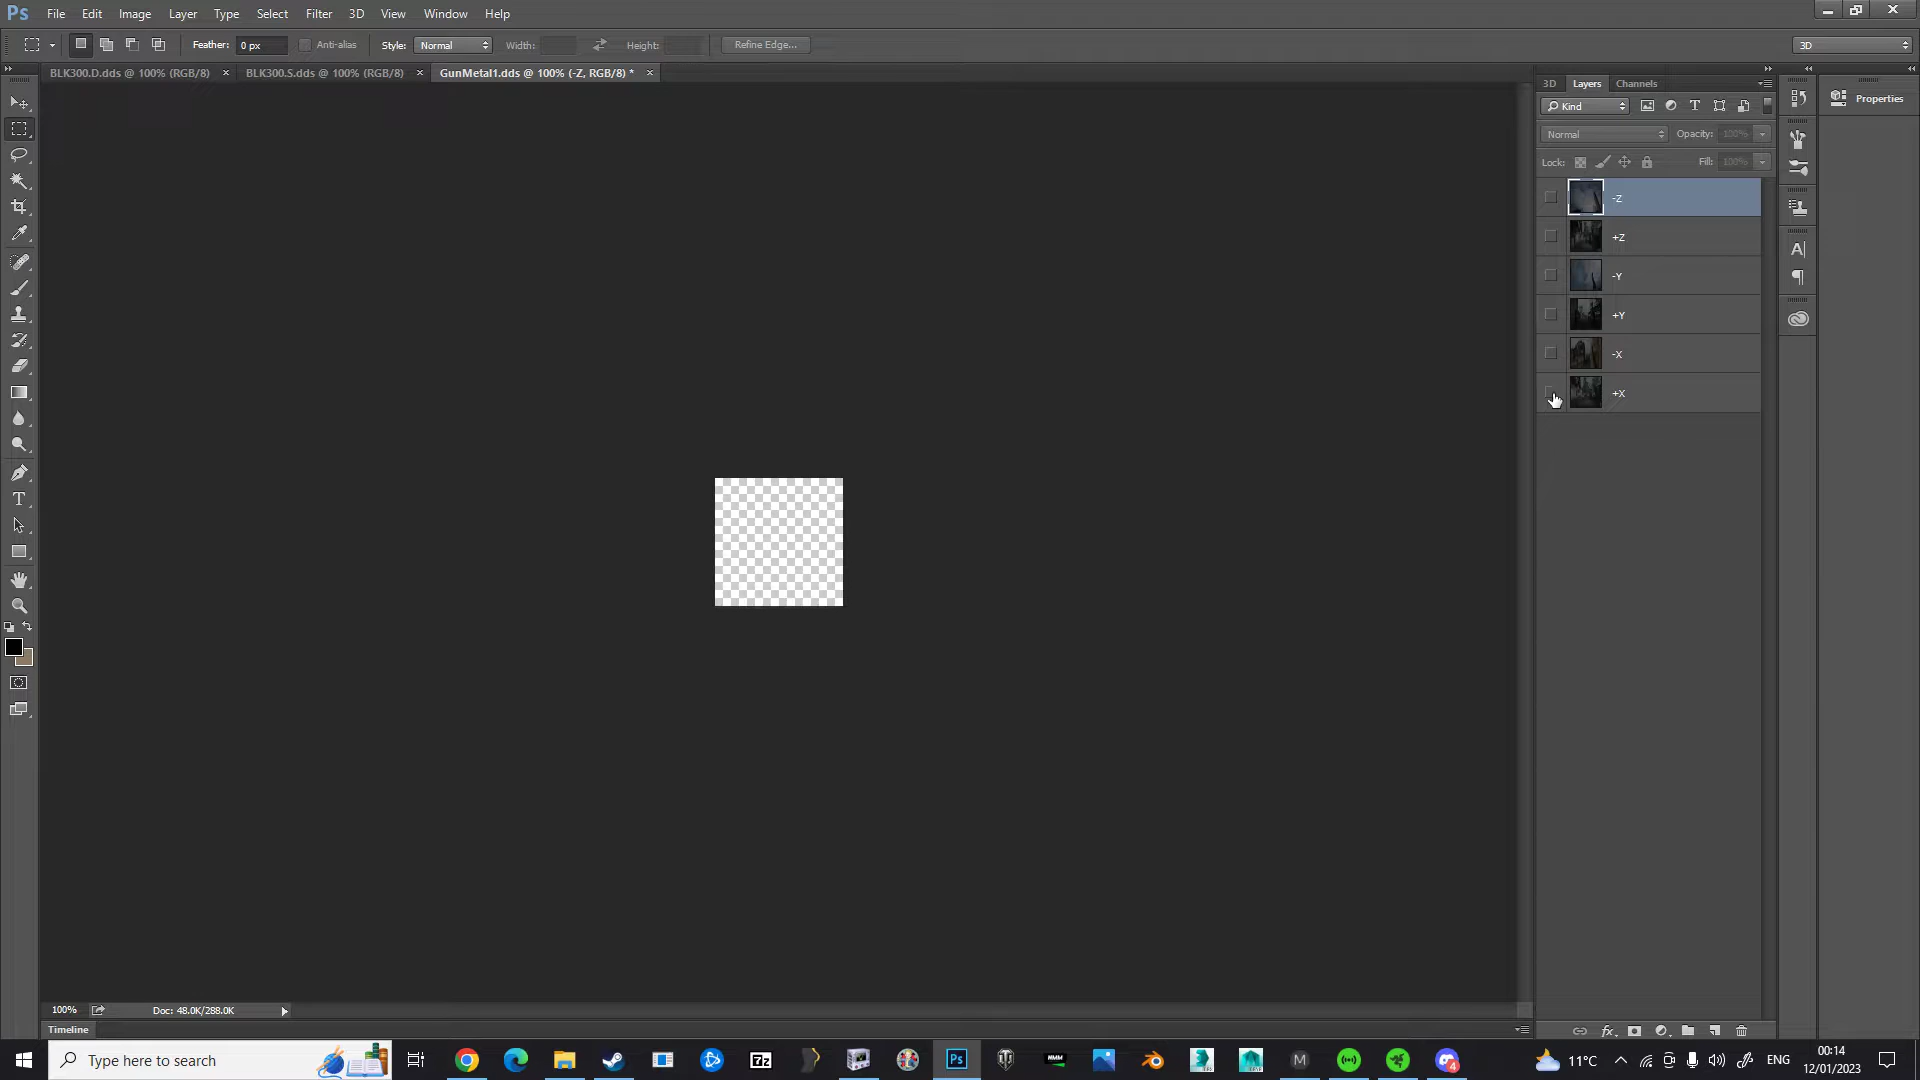 Ps File Edit Image Layer Type Select Filter 3D View Window Help
Feather: 0 px Anti-alias Style: Normal Width: Height: Refine Edge... 3D
BLK300.D.dds @ 100% (RGB/8) × BLK300.S.dds @ 100% (RGB/8) × GunMetal1.dds @ 100% (-Z, RGB/8) * ×
3D Layers Channels
Properties
Kind
Normal Opacity: 100%
Lock: Fill: 100%
-Z
+Z
-Y
+Y
-X
+X
100% Doc: 48.0K/288.0K
Timeline
Type here to search
11°C
ENG
00:14
12/01/2023